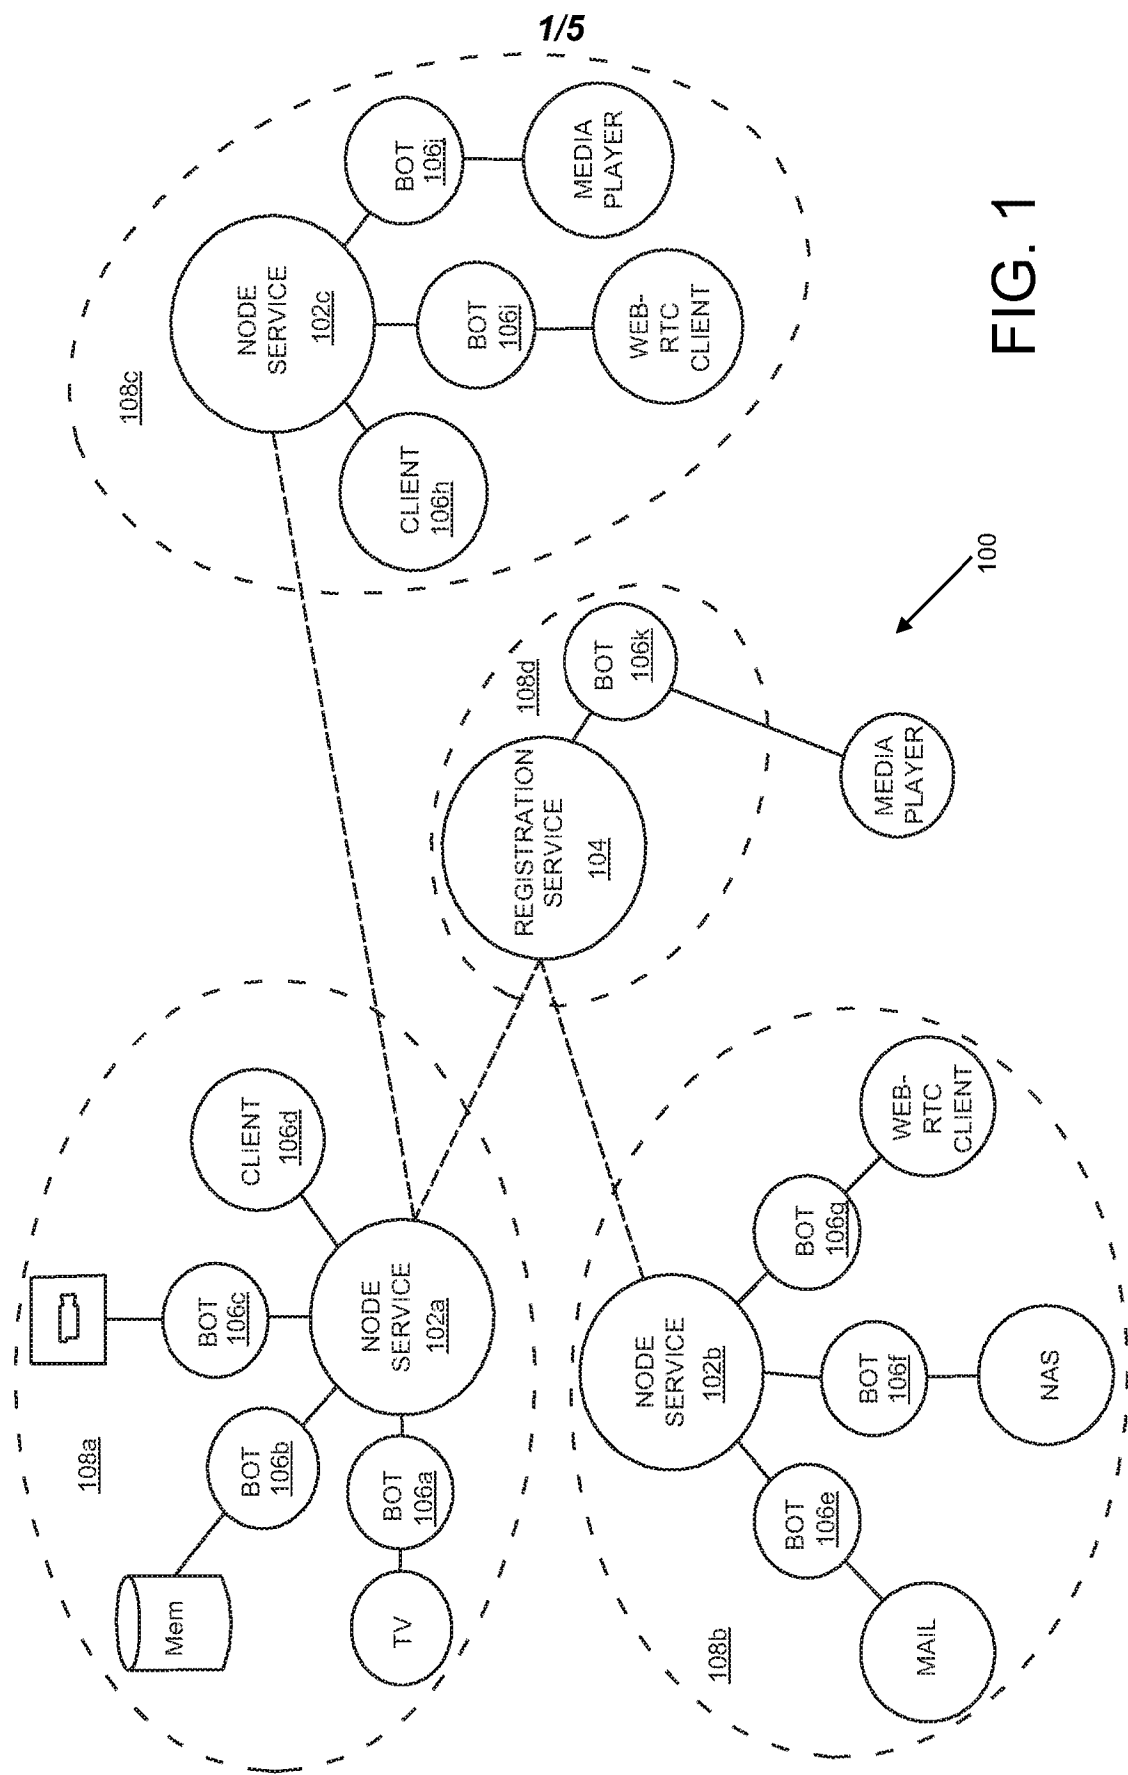 1/5
108a
Mem
BOT
106b
TV
BOT
106a
BOT
106c
CLIENT
106d
NODE
SERVICE
102a
108b
MAIL
BOT
106e
NODE
SERVICE
102b
BOT
106f
NAS
BOT
106g
WEB-
RTC
CLIENT
REGISTRATION
SERVICE
104
108d
BOT
106k
MEDIA
PLAYER
108c
NODE
SERVICE
102c
CLIENT
106h
BOT
106i
WEB-
RTC
CLIENT
BOT
106j
MEDIA
PLAYER
100
FIG. 1